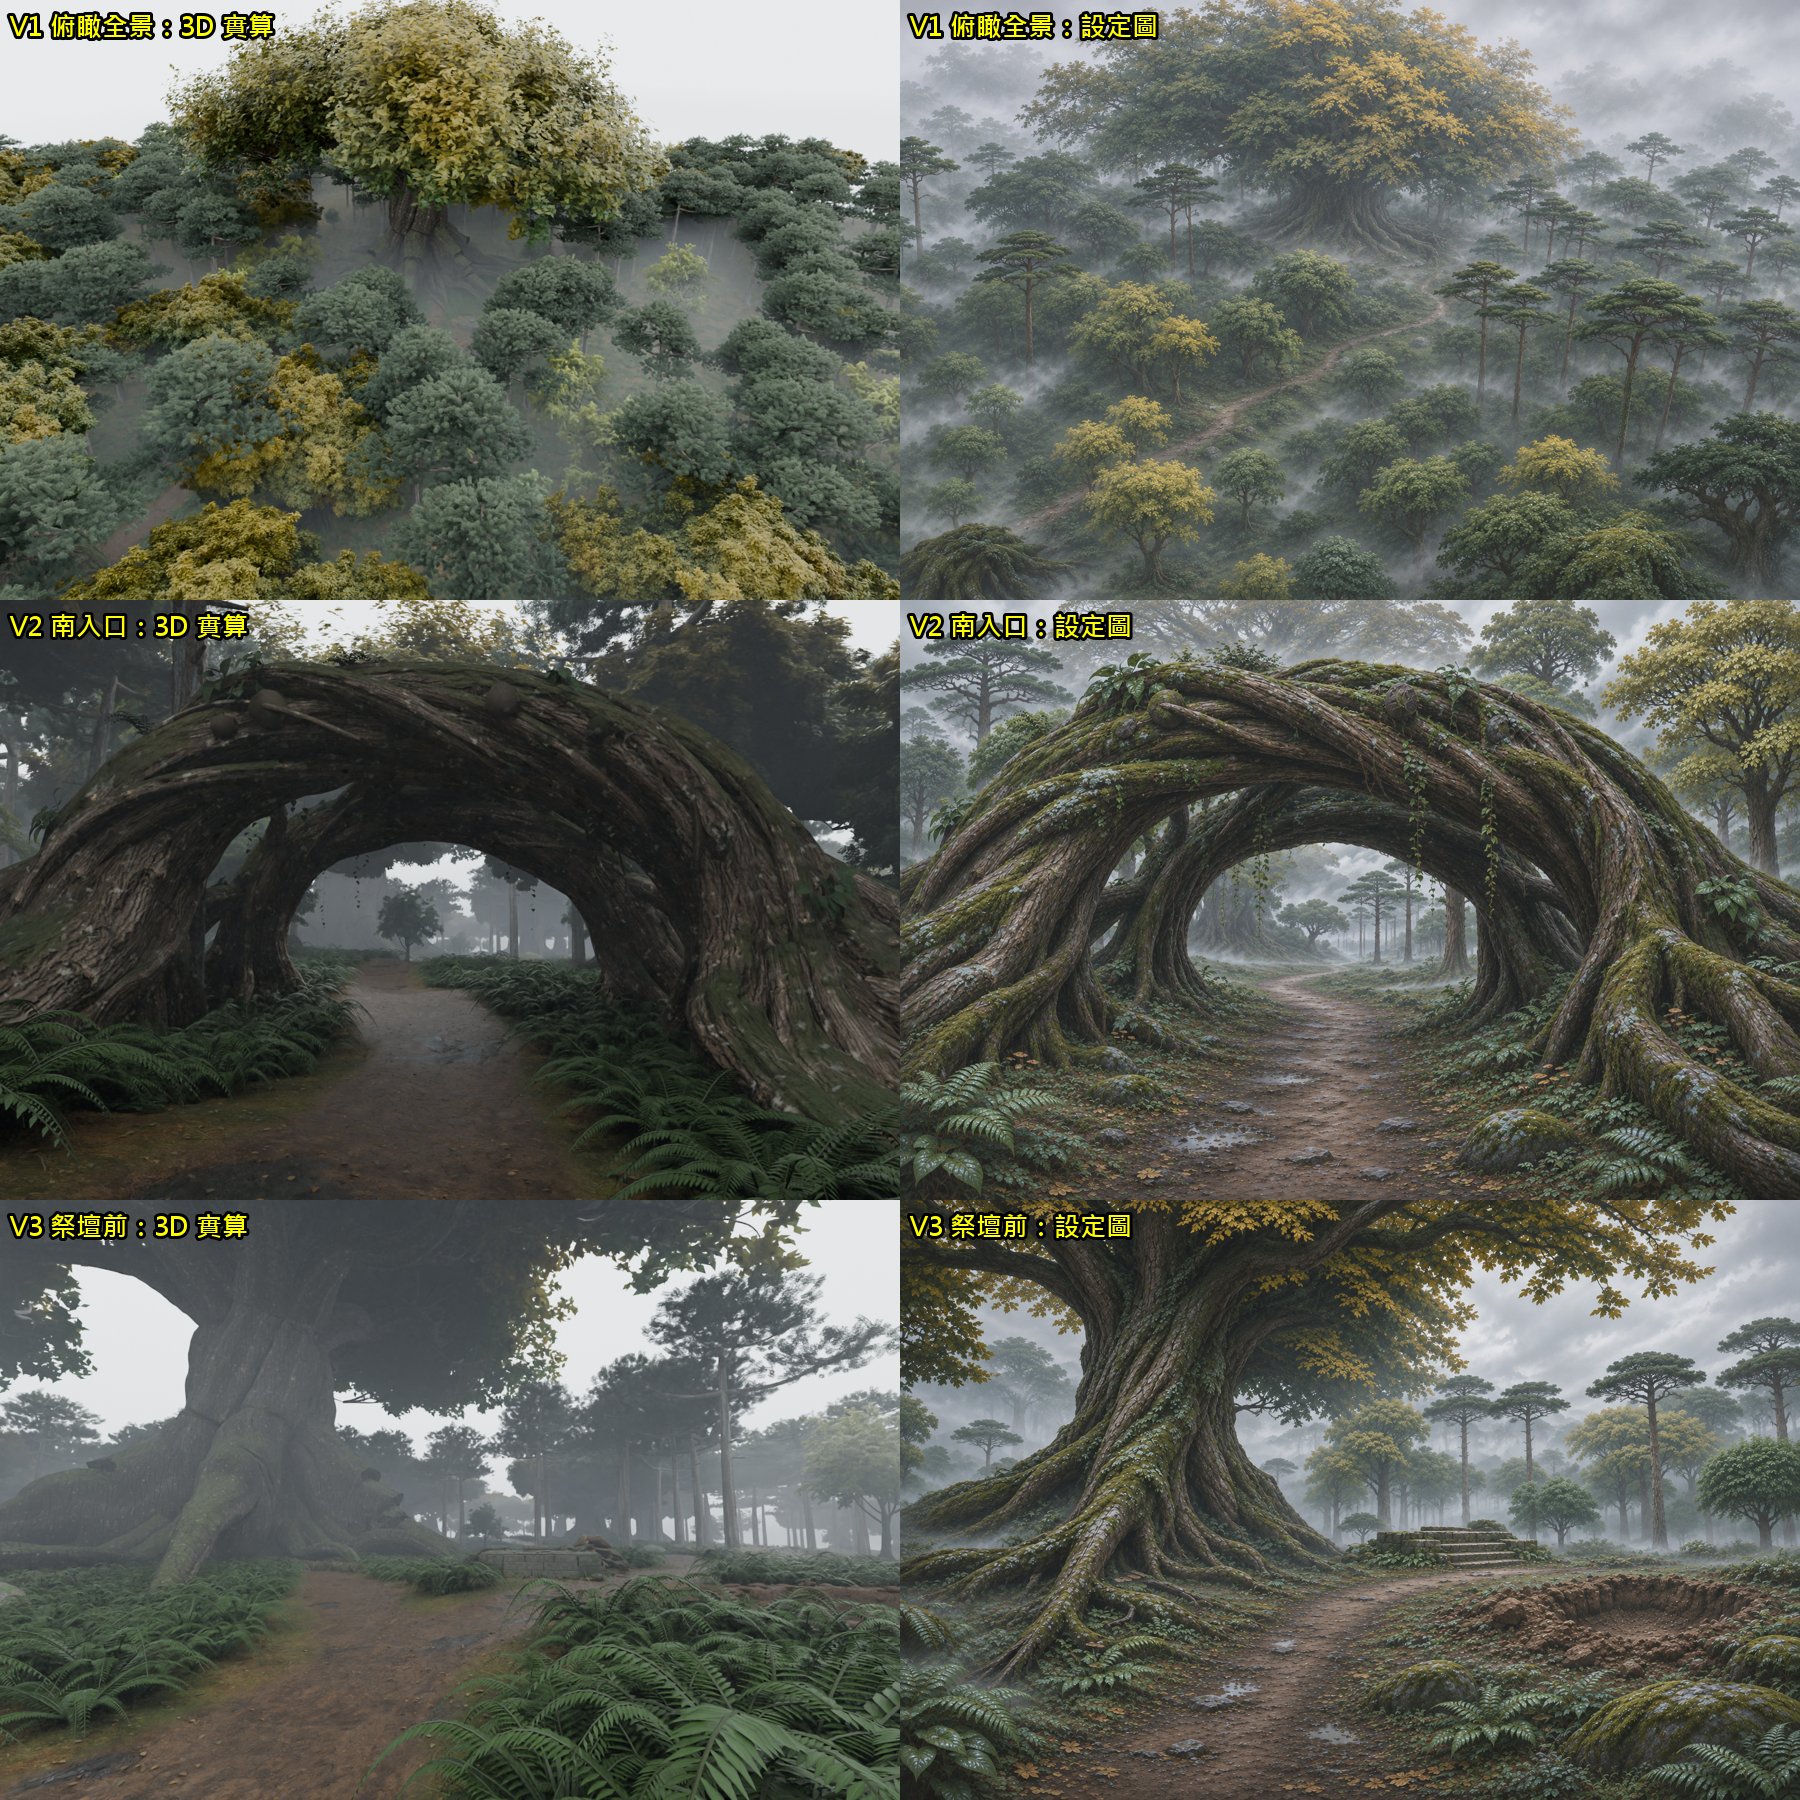 V1 俯瞰全景：3D 實算
V1 俯瞰全景：設定圖
V2 南入口：3D 實算
V2 南入口：設定圖
V3 祭壇前：3D 實算
V3 祭壇前：設定圖